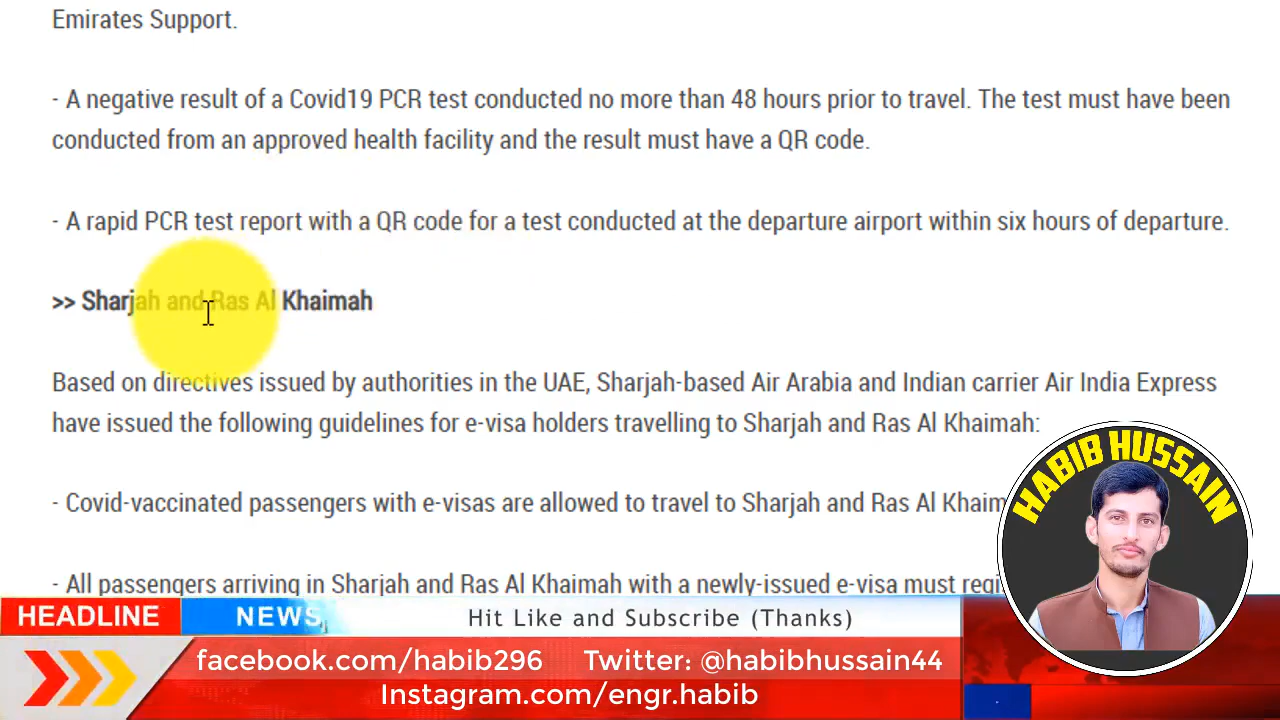 Emirates Support.
- A negative result of a Covid19 PCR test conducted no more than 48 hours prior to travel. The test must have been
conducted from an approved health facility and the result must have a QR code.
- A rapid PCR test report with a QR code for a test conducted at the departure airport within six hours of departure.
>> Sharjah and Ras Al Khaimah
Based on directives issued by authorities in the UAE, Sharjah-based Air Arabia and Indian carrier Air India Express
have issued the following guidelines for e-visa holders travelling to Sharjah and Ras Al Khaimah:
- Covid-vaccinated passengers with e-visas are allowed to travel to Sharjah and Ras Al
- All passengers arriving in Sharjah and Ras Al Khaimah with a newly-issued e-visa must
HABIB HUSSAIN
HEADLINE NEWS Hit Like and Subscribe (Thanks)
facebook.com/habib296 Twitter: @habibhussain44
Instagram.com/engr.habib